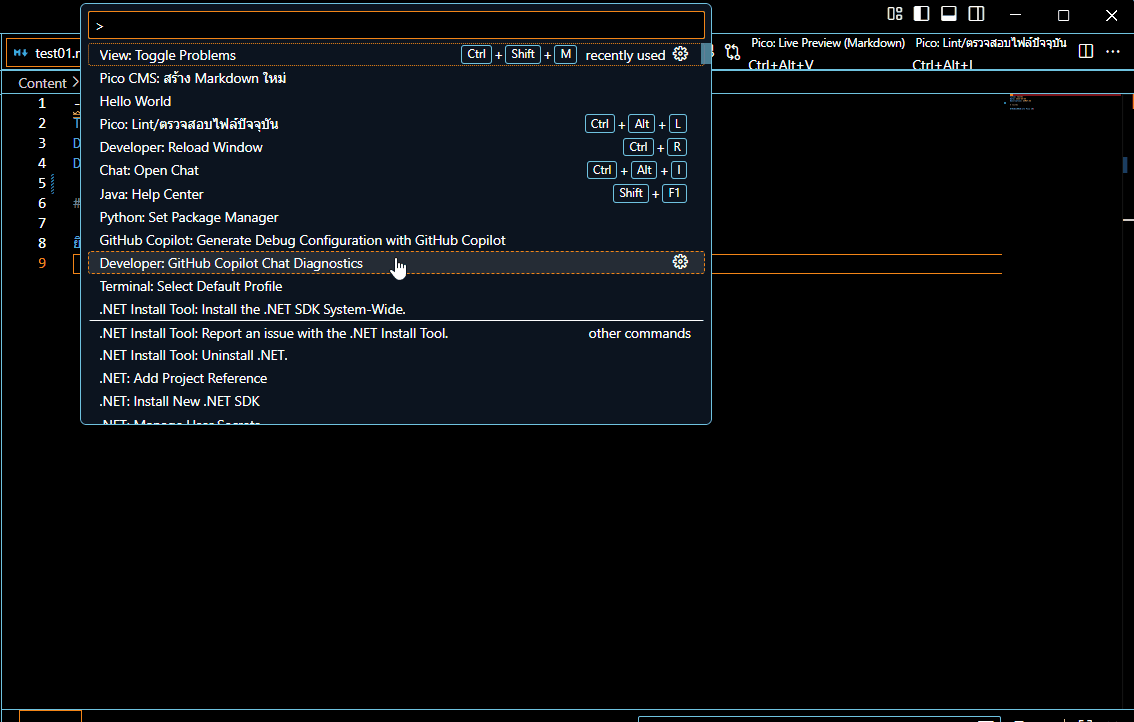 >
View: Toggle Problems Ctrl + Shift + M recently used
Pico CMS: สร้าง Markdown ใหม่
Hello World
Pico: Lint/ตรวจสอบไฟล์ปัจจุบัน Ctrl + Alt + L
Developer: Reload Window Ctrl + R
Chat: Open Chat Ctrl + Alt + I
Java: Help Center Shift + F1
Python: Set Package Manager
GitHub Copilot: Generate Debug Configuration with GitHub Copilot
Developer: GitHub Copilot Chat Diagnostics
Terminal: Select Default Profile
.NET Install Tool: Install the .NET SDK System-Wide.
.NET Install Tool: Report an issue with the .NET Install Tool. other commands
.NET Install Tool: Uninstall .NET.
.NET: Add Project Reference
.NET: Install New .NET SDK
.NET: Manage User Secrets
test01.
Pico: Live Preview (Markdown) Pico: Lint/ตรวจสอบไฟล์ปัจจุบัน
Ctrl+Alt+V Ctrl+Alt+L
Content >
1 -
2 T
3 D
4 D
5
6 #
7
8
9